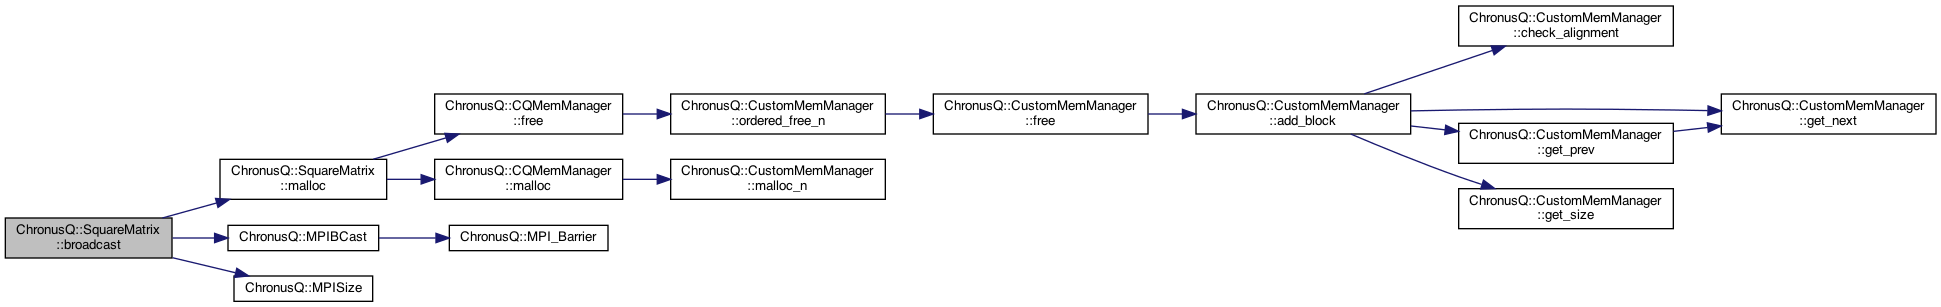 ChronusQ::CustomMemManager
::check_alignment
ChronusQ::CQMemManager
::free
ChronusQ::CustomMemManager
::ordered_free_n
ChronusQ::CustomMemManager
::free
ChronusQ::CustomMemManager
::add_block
ChronusQ::CustomMemManager
::get_next
ChronusQ::CustomMemManager
::get_prev
ChronusQ::SquareMatrix
::malloc
ChronusQ::CQMemManager
::malloc
ChronusQ::CustomMemManager
::malloc_n
ChronusQ::CustomMemManager
::get_size
ChronusQ::SquareMatrix
::broadcast
ChronusQ::MPIBCast
ChronusQ::MPI_Barrier
ChronusQ::MPISize